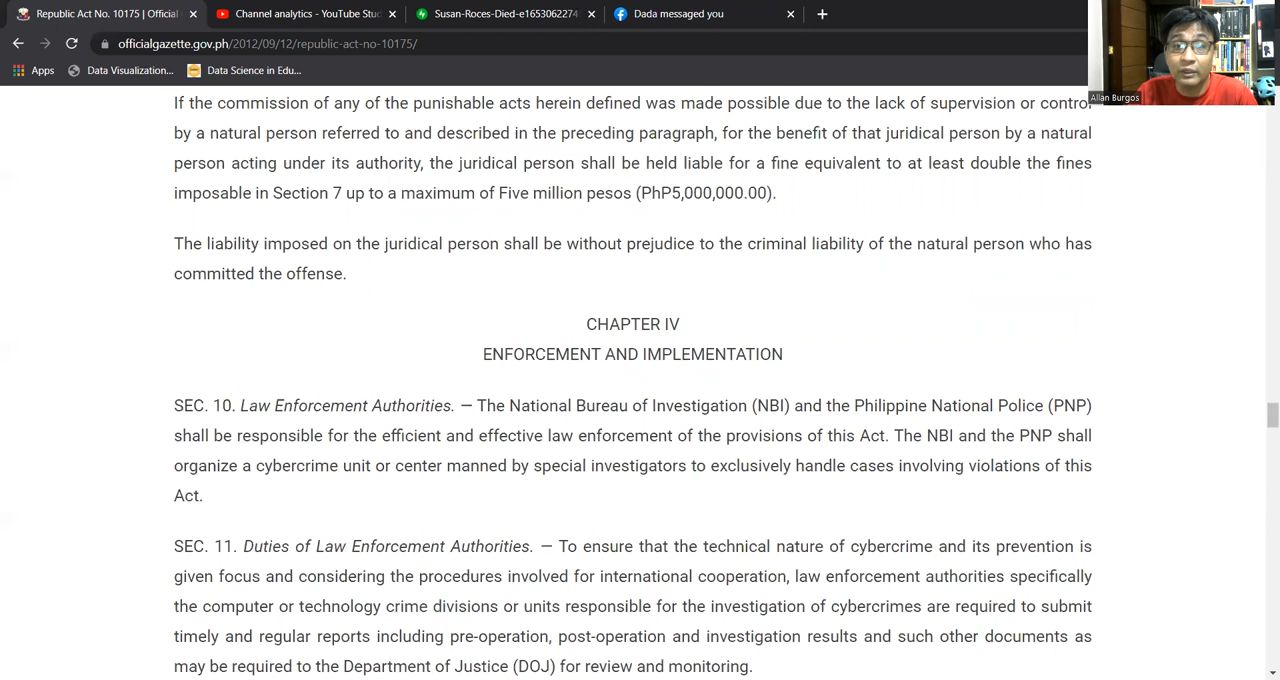 Republic Act No. 10175 | Official
Channel analytics - YouTube Stu
Susan-Roces-Died-e1653062274
Dada messaged you
officialgazette.gov.ph/2012/09/12/republic-act-no-10175/
Apps
Data Visualization...
Data Science in Edu...
Allan Burgos
If the commission of any of the punishable acts herein defined was made possible due to the lack of supervision or control
by a natural person referred to and described in the preceding paragraph, for the benefit of that juridical person by a natural
person acting under its authority, the juridical person shall be held liable for a fine equivalent to at least double the fines
imposable in Section 7 up to a maximum of Five million pesos (PhP5,000,000.00).
The liability imposed on the juridical person shall be without prejudice to the criminal liability of the natural person who has
committed the offense.
CHAPTER IV
ENFORCEMENT AND IMPLEMENTATION
SEC. 10. Law Enforcement Authorities. — The National Bureau of Investigation (NBI) and the Philippine National Police (PNP)
shall be responsible for the efficient and effective law enforcement of the provisions of this Act. The NBI and the PNP shall
organize a cybercrime unit or center manned by special investigators to exclusively handle cases involving violations of this
Act.
SEC. 11. Duties of Law Enforcement Authorities. — To ensure that the technical nature of cybercrime and its prevention is
given focus and considering the procedures involved for international cooperation, law enforcement authorities specifically
the computer or technology crime divisions or units responsible for the investigation of cybercrimes are required to submit
timely and regular reports including pre-operation, post-operation and investigation results and such other documents as
may be required to the Department of Justice (DOJ) for review and monitoring.